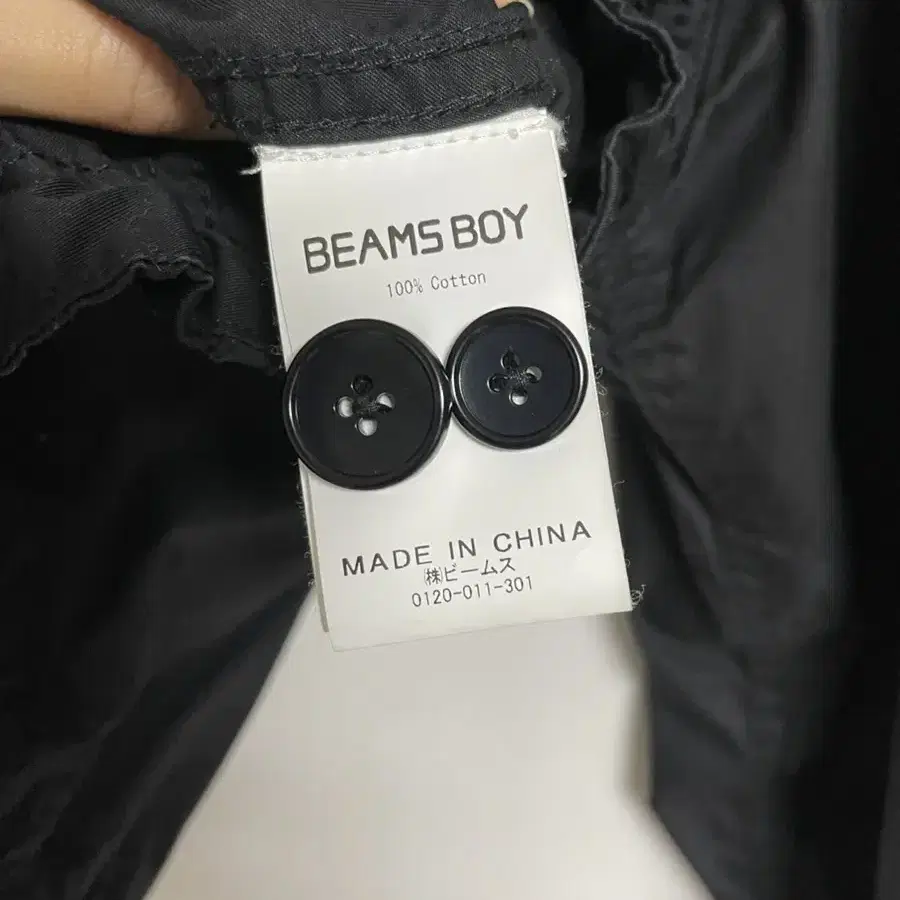 BEAMS BOY
100% Cotton
MADE IN CHINA
㈱ビームス
0120-011-301